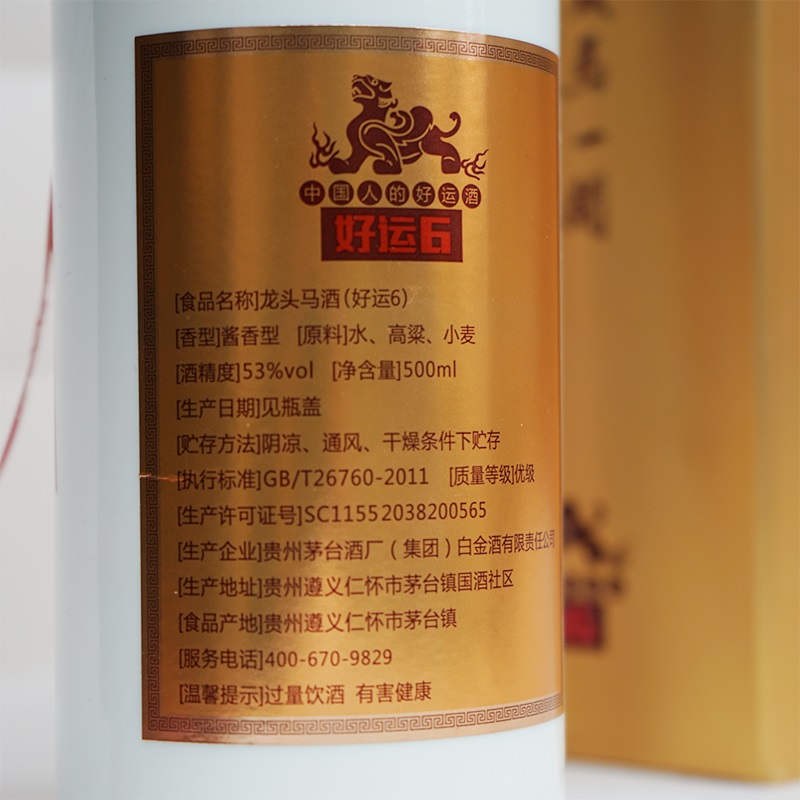 中国人的好运酒
好运6
[食品名称]龙头马酒(好运6)
[香型]酱香型 [原料]水、高粱、小麦
[酒精度]53%vol [净含量]500ml
[生产日期]见瓶盖
[贮存方法]阴凉、通风、干燥条件下贮存
[执行标准]GB/T26760-2011 [质量等级]优级
[生产许可证号]SC11552038200565
[生产企业]贵州茅台酒厂(集团)白金酒有限责任公司
[生产地址]贵州遵义仁怀市茅台镇国酒社区
[食品产地]贵州遵义仁怀市茅台镇
[服务电话]400-670-9829
[温馨提示]过量饮酒 有害健康